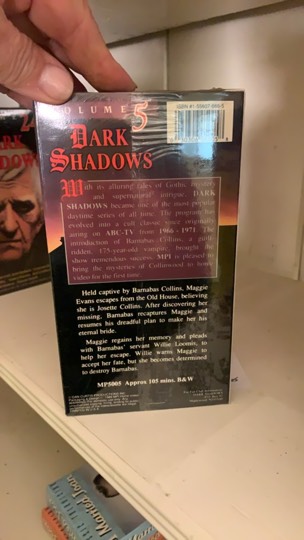 VOLUME 5
DARK
SHADOWS
With its alluring tales of Gothic mystery
and supernatural intrigue, DARK
SHADOWS became one of the most popular
daytime series of all time. The program has
evolved into a cult classic since originally
airing on ABC-TV from 1966 - 1971. The
introduction of Barnabas Collins, a guilt
ridden, 175-year-old vampire, brought the
show tremendous success. MPI is pleased to
bring the mysteries of Collinwood to home
video for the first time.
Held captive by Barnabas Collins, Maggie
Evans escapes from the Old House, believing
she is Josette Collins. After discovering her
missing, Barnabas recaptures Maggie and
resumes his dreadful plan to make her his
eternal bride.
Maggie regains her memory and pleads
with Barnabas' servant Willie Loomis, to
help her escape. Willie warns Maggie to
accept her fate, but she becomes determined
to destroy Barnabas.
MP5005 Approx 105 mins. B&W
I Married Joan